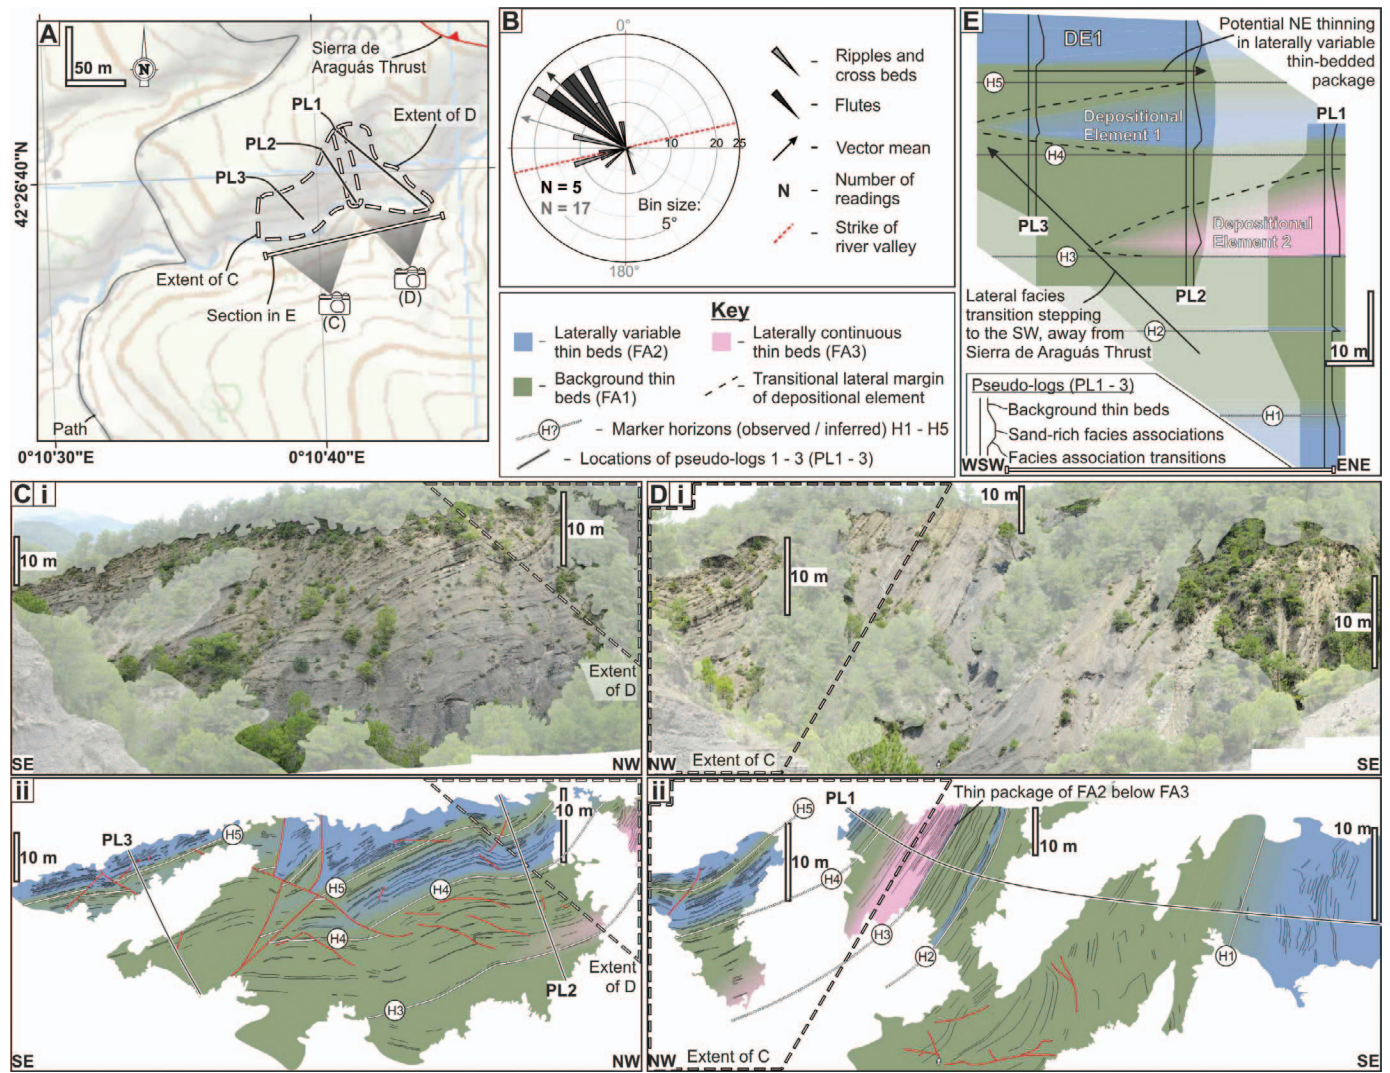 A
50 m
N
Sierra de
Araguás Thrust
PL1
Extent of D
PL2
PL3
42°26'40"N
Extent of C
Section in E
(C)
(D)
Path
0°10'30"E
0°10'40"E
B
0°
10
20
25
N = 5
N = 17
Bin size:
5°
180°
Ripples and
cross beds
Flutes
Vector mean
N
Number of
readings
Strike of
river valley
Key
Laterally variable
thin beds (FA2)
Laterally continuous
thin beds (FA3)
Background thin
beds (FA1)
Transitional lateral margin
of depositional element
H?
Marker horizons (observed / inferred) H1 - H5
Locations of pseudo-logs 1 - 3 (PL1 - 3)
E
DE1
Potential NE thinning
in laterally variable
thin-bedded
package
H5
PL1
Depositional
Element 1
H4
PL3
Depositional
Element 2
H3
PL2
Lateral facies
transition stepping
to the SW, away from
Sierra de Araguás Thrust
H2
10 m
Pseudo-logs (PL1 - 3)
Background thin beds
Sand-rich facies associations
Facies association transitions
H1
WSW
ENE
C i
10 m
10 m
Extent
of D
SE
NW
D i
10 m
10 m
10 m
Extent of C
NW
SE
ii
10 m
PL3
H5
10 m
H5
H4
H4
H3
PL2
Extent
of D
SE
NW
ii
PL1
Thin package of FA2 below FA3
H5
10 m
10 m
10 m
H4
H3
H2
H1
Extent of C
NW
SE